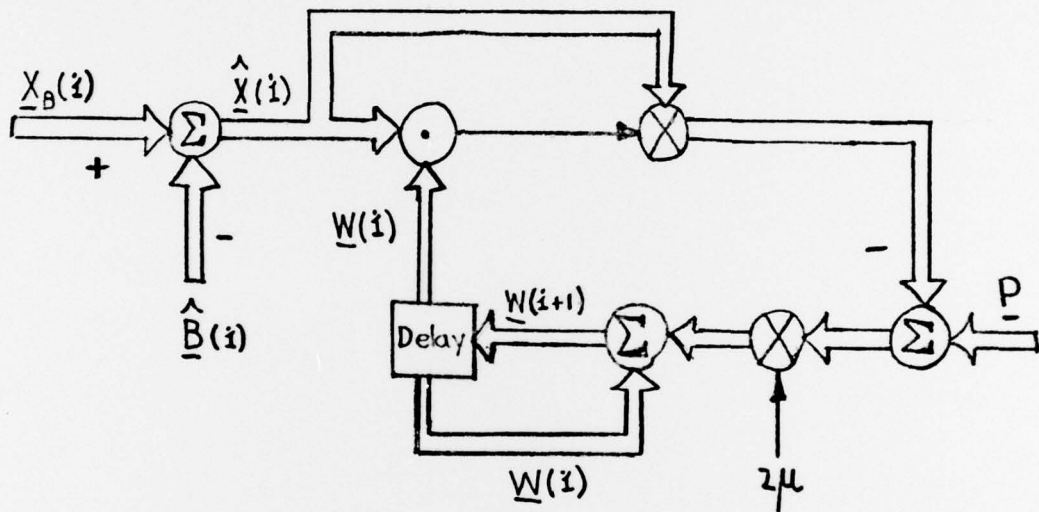 X_B(i)
+
Σ
X̂(i)
·
-
B̂(i)
W(i)
Delay
W(i+1)
Σ
W(i)
2μ
-
Σ
P